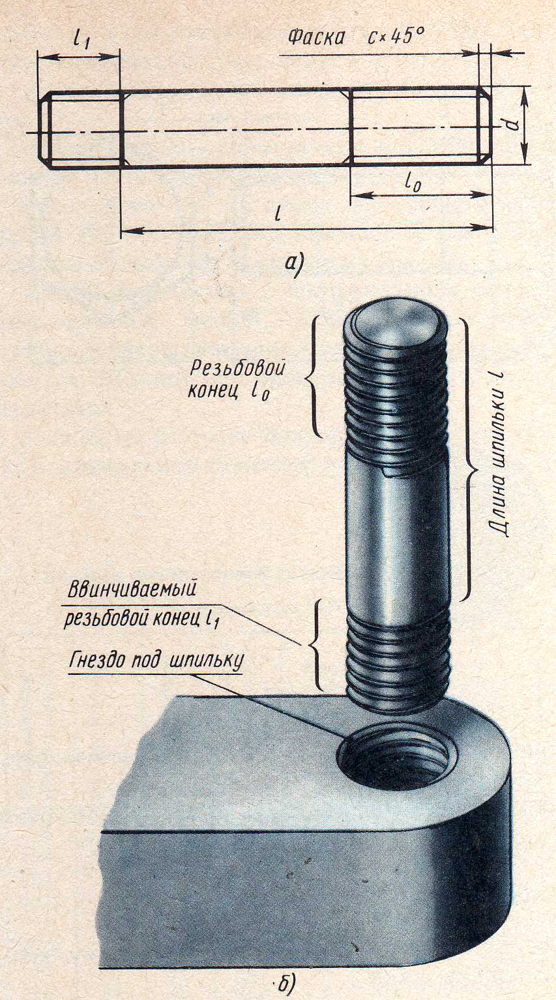 l₁
Фаска c×45°
d
l₀
l
а)
Резьбовой
конец l₀
Длина шпильки l
Ввинчиваемый
резьбовой конец l₁
Гнездо под шпильку
б)